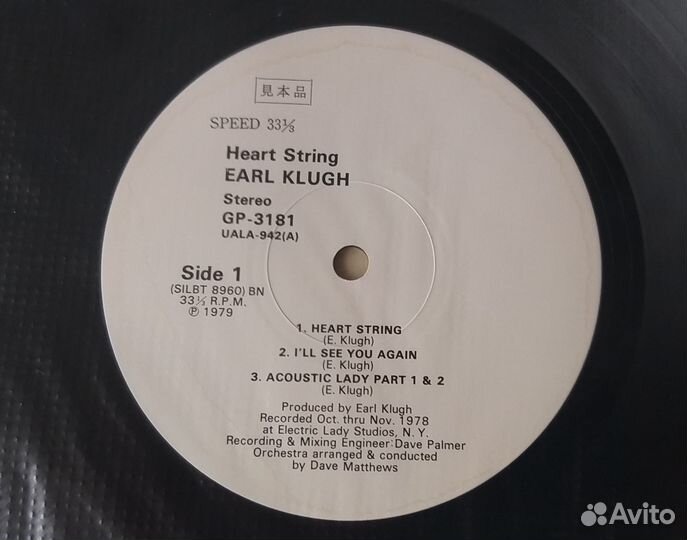 見本品
SPEED 33⅓
Heart String
EARL KLUGH
Stereo
GP-3181
UALA-942(A)
Side 1
(SILBT 8960) BN
33⅓ R.P.M.
℗ 1979
1. HEART STRING
(E. Klugh)
2. I'LL SEE YOU AGAIN
(E. Klugh)
3. ACOUSTIC LADY PART 1 & 2
(E. Klugh)
Produced by Earl Klugh
Recorded Oct. thru Nov. 1978
at Electric Lady Studios, N. Y.
Recording & Mixing Engineer: Dave Palmer
Orchestra arranged & conducted
by Dave Matthews
Avito